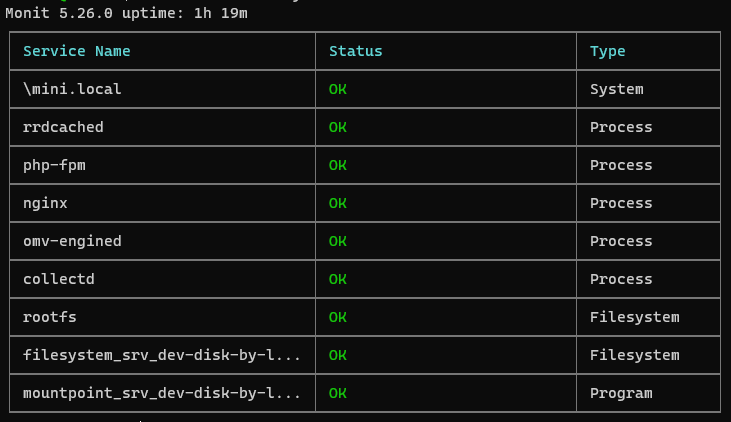 Monit 5.26.0 uptime: 1h 19m
Service Name Status Type
\mini.local OK System
rrdcached OK Process
php-fpm OK Process
nginx OK Process
omv-engined OK Process
collectd OK Process
rootfs OK Filesystem
filesystem_srv_dev-disk-by-l... OK Filesystem
mountpoint_srv_dev-disk-by-l... OK Program